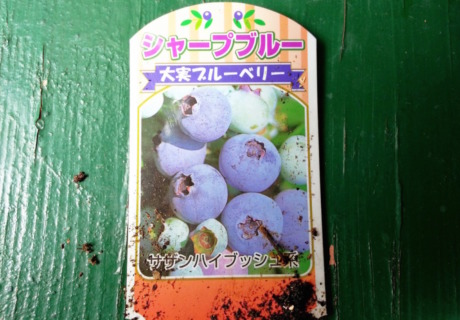 シャープブルー
大実ブルーベリー
サザンハイブッシュ系